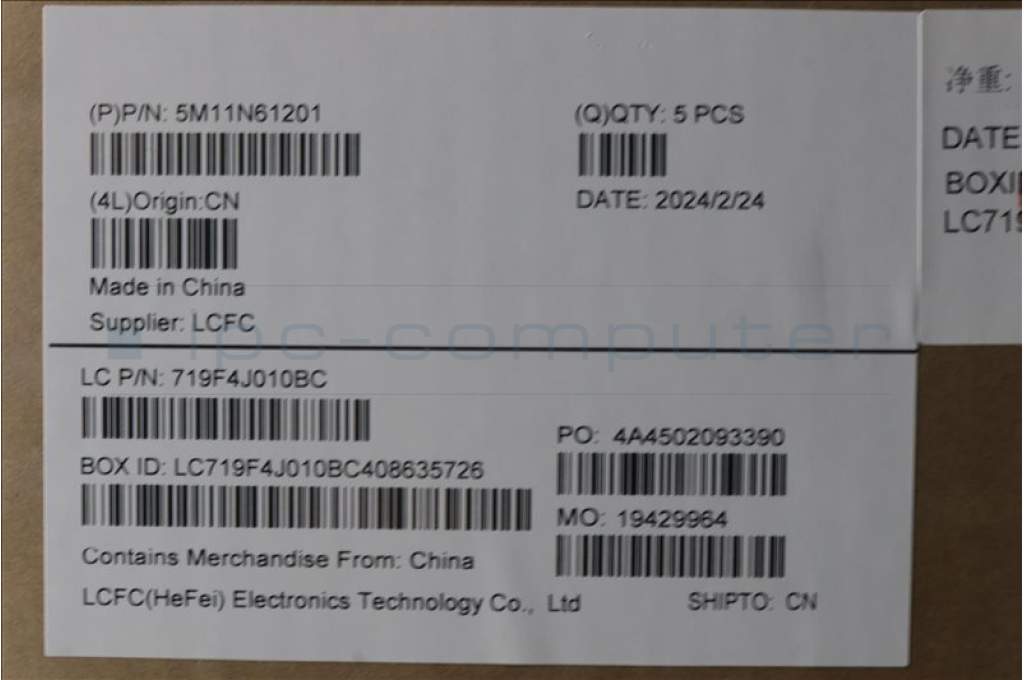 (P)P/N: 5M11N61201
(Q)QTY: 5 PCS
(4L)Origin:CN
DATE: 2024/2/24
Made in China
Supplier: LCFC
ipc-computer
LC P/N: 719F4J010BC
PO: 4A4502093390
BOX ID: LC719F4J010BC408635726
MO: 19429964
Contains Merchandise From: China
LCFC(HeFei) Electronics Technology Co., Ltd
SHIPTO: CN
净重:
DATE
BOXI
LC719